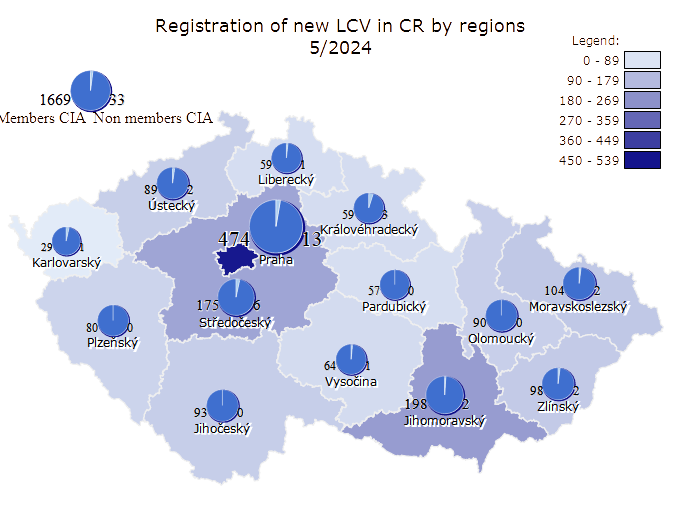 Registration of new LCV in CR by regions
5/2024
Legend:
0 - 89
90 - 179
180 - 269
270 - 359
360 - 449
450 - 539
1669 33
Members CIA Non members CIA
59 1
Liberecký
89 2
Ústecký
59 3
Královéhradecký
474 13
Praha
29 1
Karlovarský
175 6
Středočeský
57 0
Pardubický
104 2
Moravskoslezský
80 0
Plzeňský
90 0
Olomoucký
64 1
Vysočina
98 2
Zlínský
198 2
Jihomoravský
93 0
Jihočeský